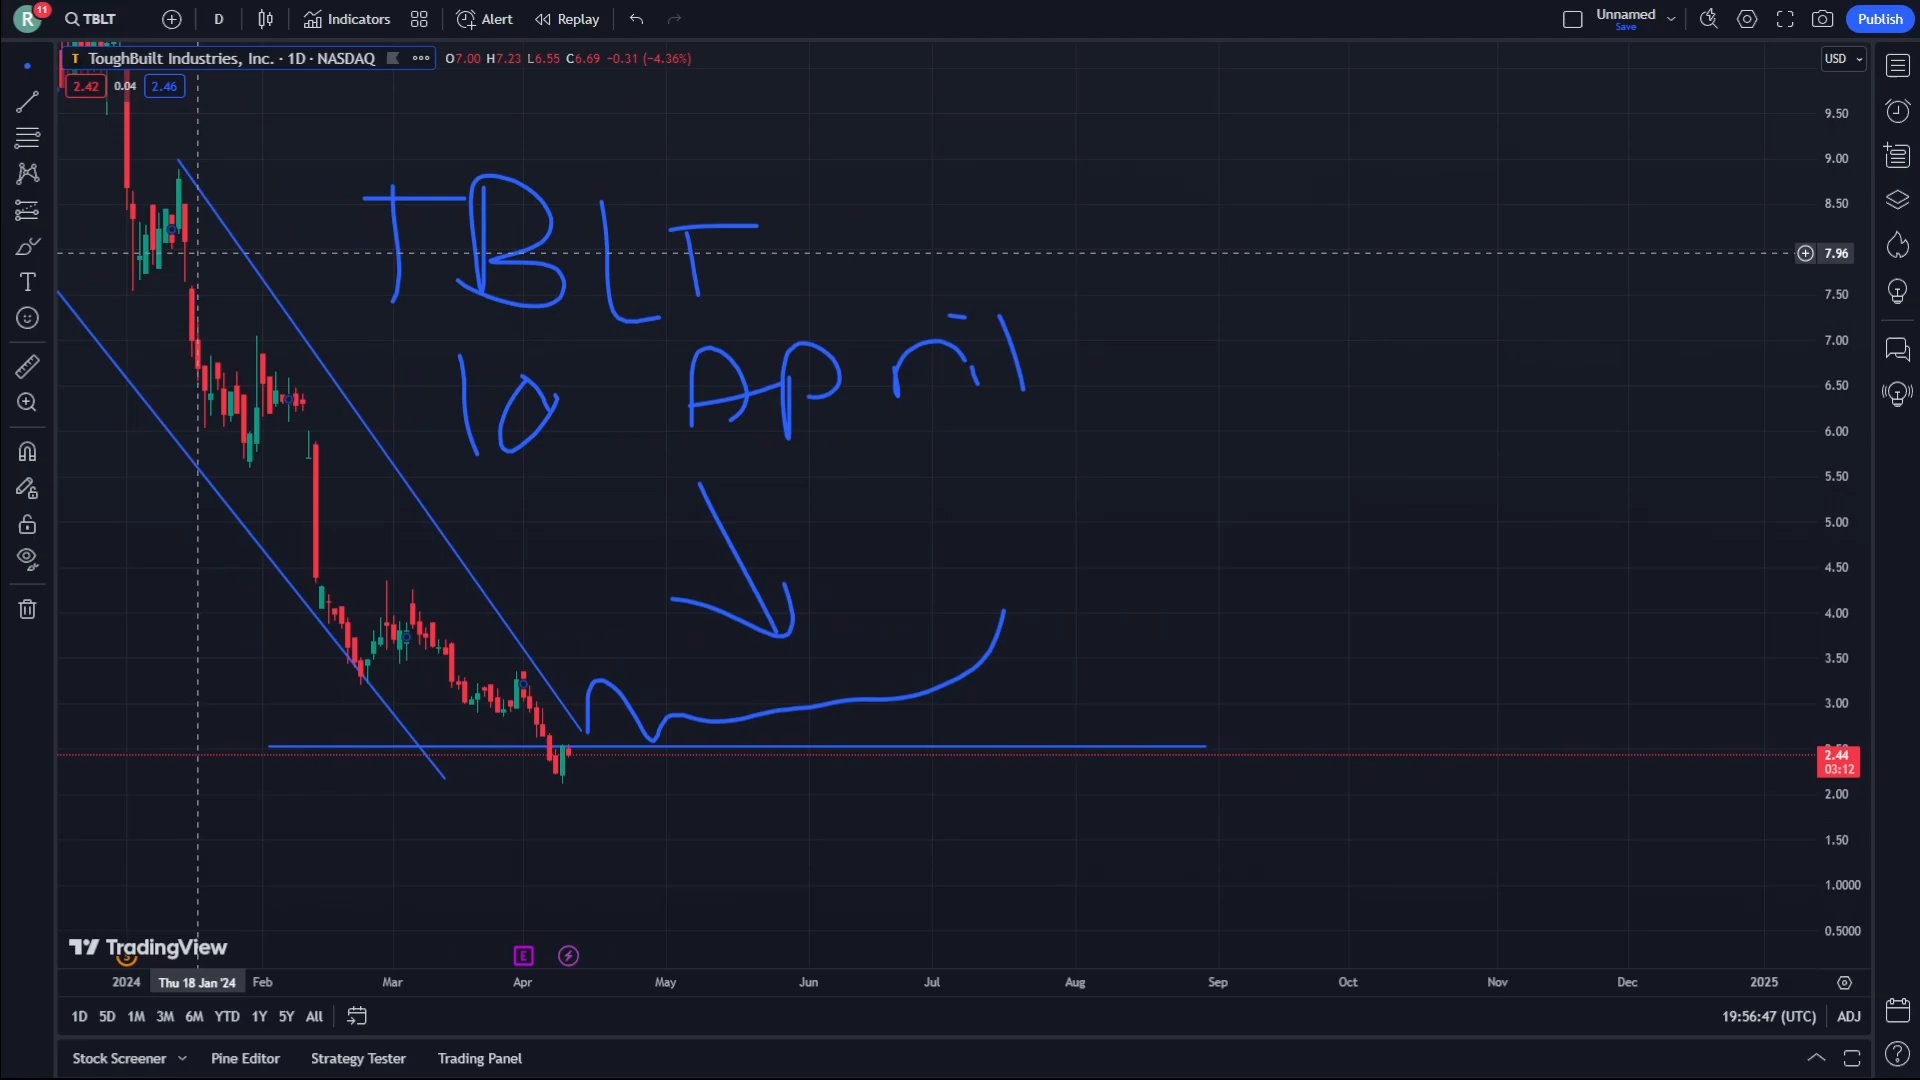 R 11 TBLT D Indicators Alert Replay Unnamed Save Publish
T ToughBuilt Industries, Inc. · 1D · NASDAQ O7.00 H7.23 L6.55 C6.69 −0.31 (−4.36%) USD
2.42 0.04 2.46
9.50
9.00
8.50
TBLT
7.96
7.50
7.00
10 April
6.50
6.00
5.50
5.00
4.50
4.00
3.50
3.00
2.44
03:12
2.00
1.50
1.0000
0.5000
TradingView
S E
2024 Thu 18 Jan '24 Feb Mar Apr May Jun Jul Aug Sep Oct Nov Dec 2025
1D 5D 1M 3M 6M YTD 1Y 5Y All 19:56:47 (UTC) ADJ
Stock Screener Pine Editor Strategy Tester Trading Panel